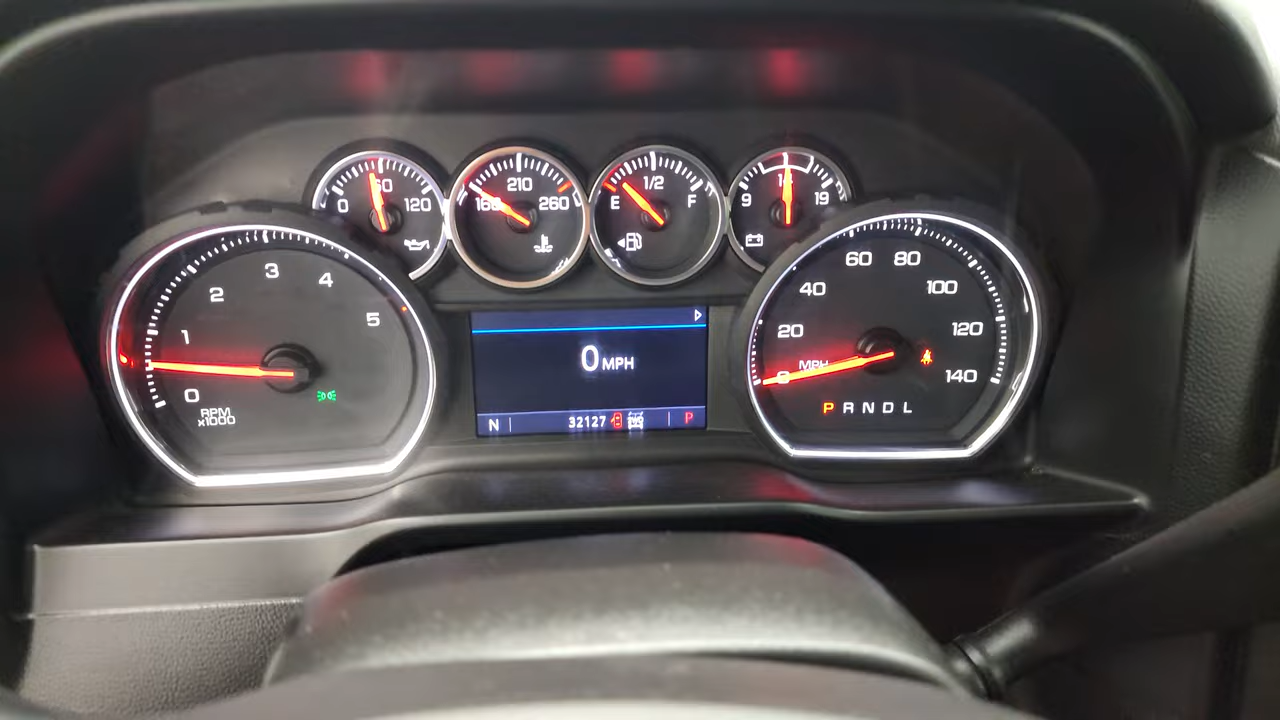 0 60 120
160 210 260
E 1/2 F
9 14 19
0 1 2 3 4 5
RPM
x1000
0 MPH
N 32127 P
0 20 40 60 80 100 120 140
MPH
P R N D L